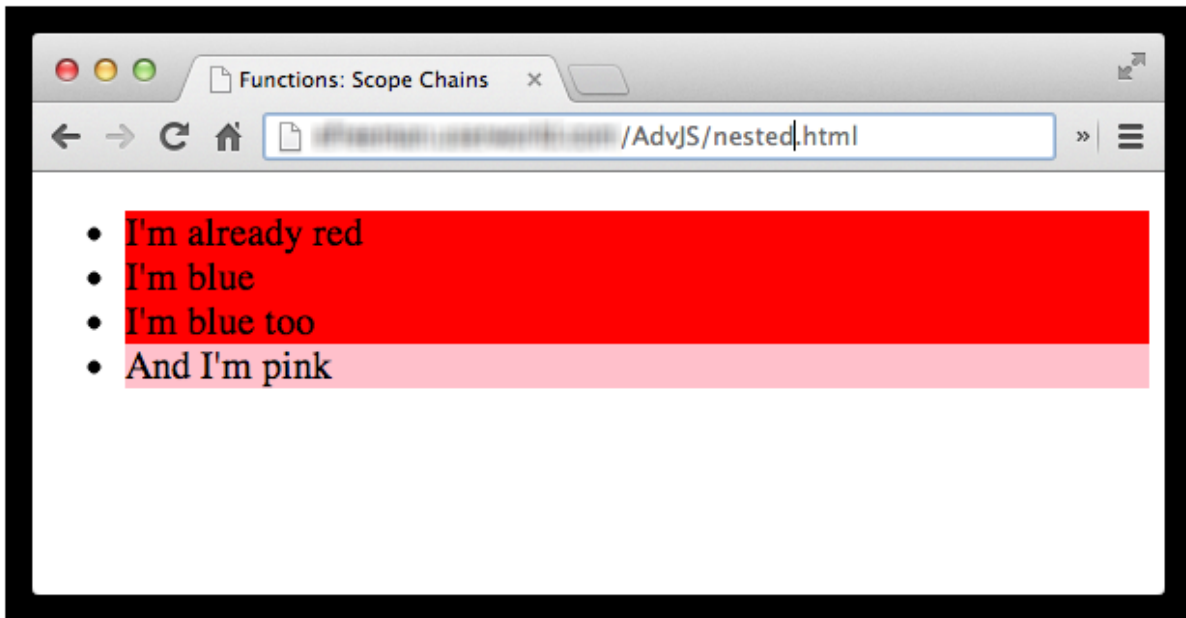 Functions: Scope Chains
/AdvJS/nested.html
I'm already red
I'm blue
I'm blue too
And I'm pink